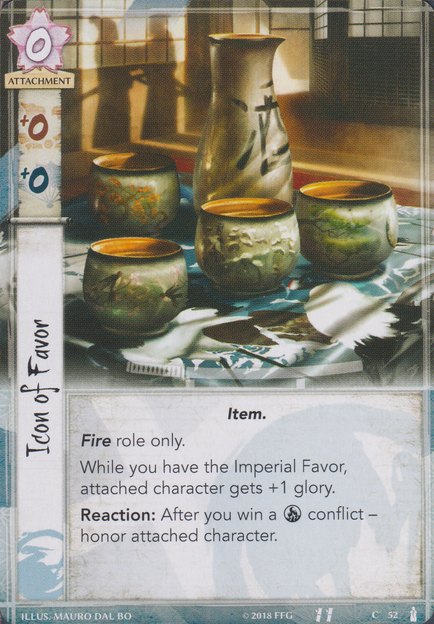 0
ATTACHMENT
+0
+0
Icon of Favor
Item.
Fire role only.
While you have the Imperial Favor,
attached character gets +1 glory.
Reaction: After you win a conflict –
honor attached character.
ILLUS. MAURO DAL BO
© 2018 FFG
C 52